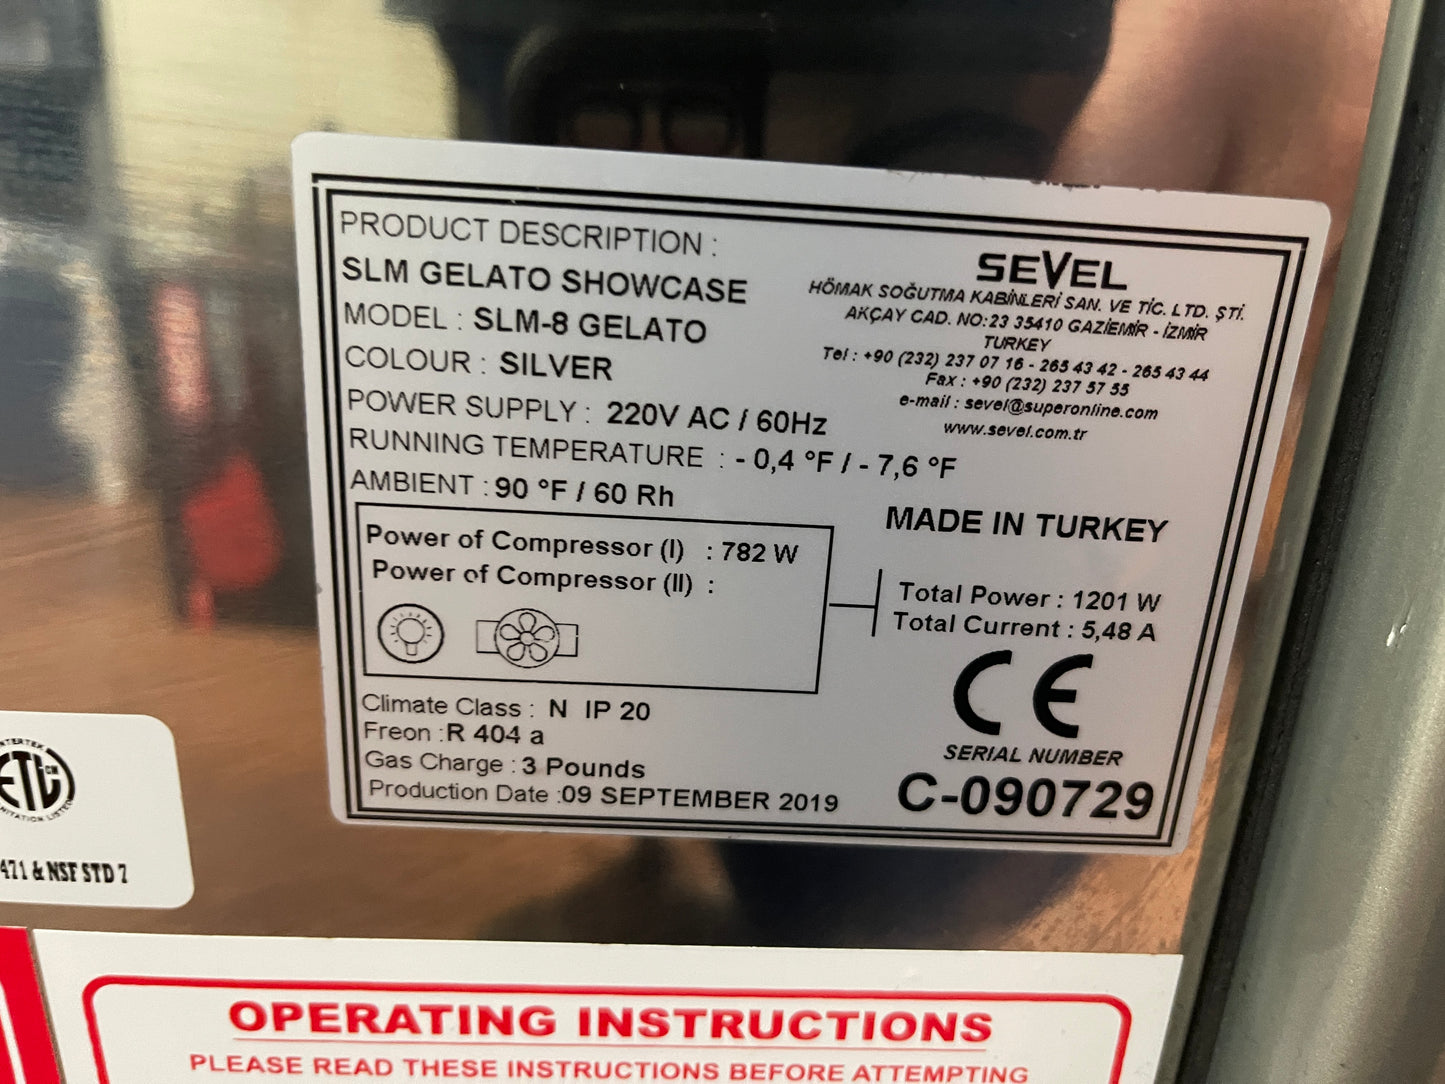 PRODUCT DESCRIPTION :
SLM GELATO SHOWCASE
MODEL : SLM-8 GELATO
COLOUR : SILVER
POWER SUPPLY : 220V AC / 60Hz
RUNNING TEMPERATURE : - 0,4 °F / - 7,6 °F
AMBIENT : 90 °F / 60 Rh
SEVEL
HÖMAK SOĞUTMA KABİNLERİ SAN. VE TİC. LTD. ŞTİ.
AKÇAY CAD. NO:23 35410 GAZİEMİR - İZMİR
TURKEY
Tel : +90 (232) 237 07 16 - 265 43 42 - 265 43 44
Fax : +90 (232) 237 57 55
e-mail : sevel@superonline.com
www.sevel.com.tr
MADE IN TURKEY
Power of Compressor (I) : 782 W
Power of Compressor (II) :
Total Power : 1201 W
Total Current : 5,48 A
CE
Climate Class : N IP 20
Freon : R 404 a
Gas Charge : 3 Pounds
Production Date :09 SEPTEMBER 2019
SERIAL NUMBER
C-090729
INTERTEK
ETL CM
SANITATION LISTED
471 & NSF STD 7
OPERATING INSTRUCTIONS
PLEASE READ THESE INSTRUCTIONS BEFORE ATTEMPTING